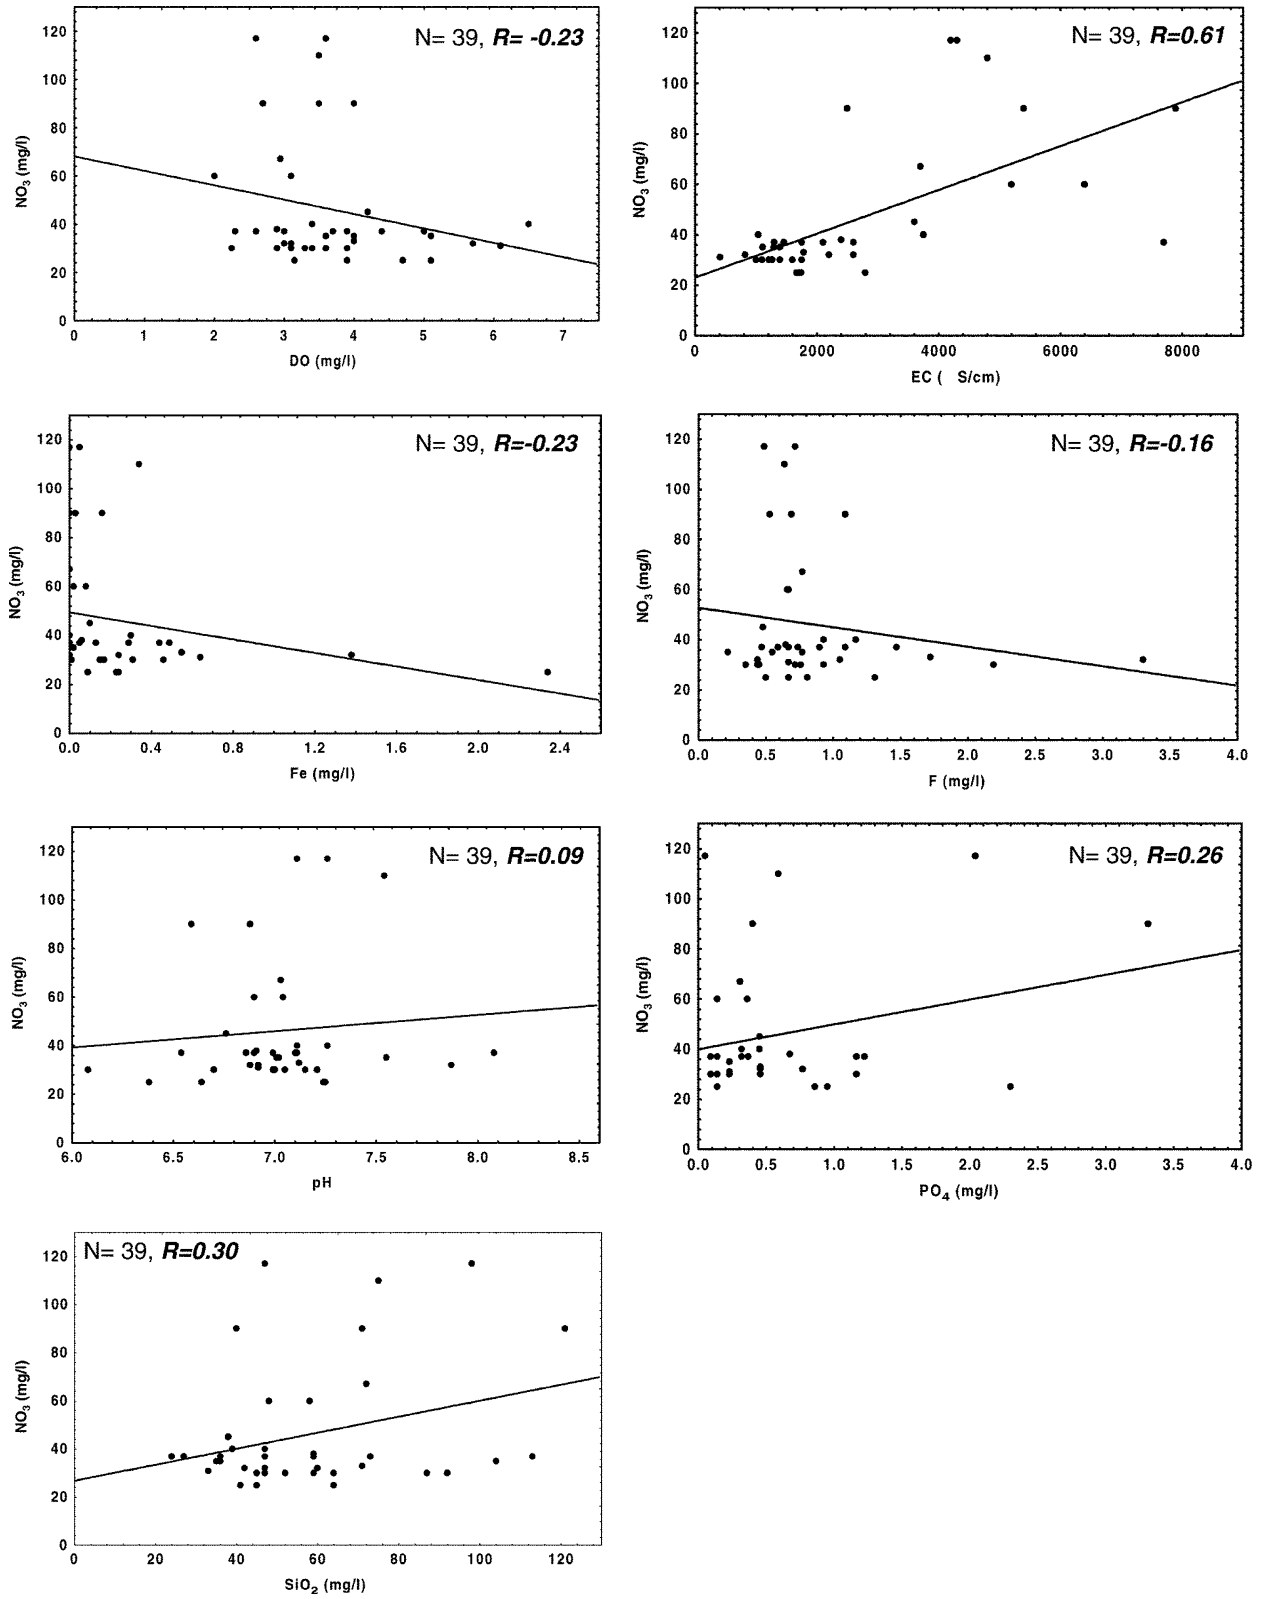 N= 39, R= -0.23
120
100
80
60
40
20
0
NO3 (mg/l)
0 1 2 3 4 5 6 7
DO (mg/l)
N= 39, R=0.61
120
100
80
60
40
20
0
NO3 (mg/l)
0 2000 4000 6000 8000
EC ( S/cm)
N= 39, R=-0.23
120
100
80
60
40
20
0
NO3 (mg/l)
0.0 0.4 0.8 1.2 1.6 2.0 2.4
Fe (mg/l)
N= 39, R=-0.16
120
100
80
60
40
20
0
NO3 (mg/l)
0.0 0.5 1.0 1.5 2.0 2.5 3.0 3.5 4.0
F (mg/l)
N= 39, R=0.09
120
100
80
60
40
20
0
NO3 (mg/l)
6.0 6.5 7.0 7.5 8.0 8.5
pH
N= 39, R=0.26
120
100
80
60
40
20
0
NO3 (mg/l)
0.0 0.5 1.0 1.5 2.0 2.5 3.0 3.5 4.0
PO4 (mg/l)
N= 39, R=0.30
120
100
80
60
40
20
0
NO3 (mg/l)
0 20 40 60 80 100 120
SiO2 (mg/l)